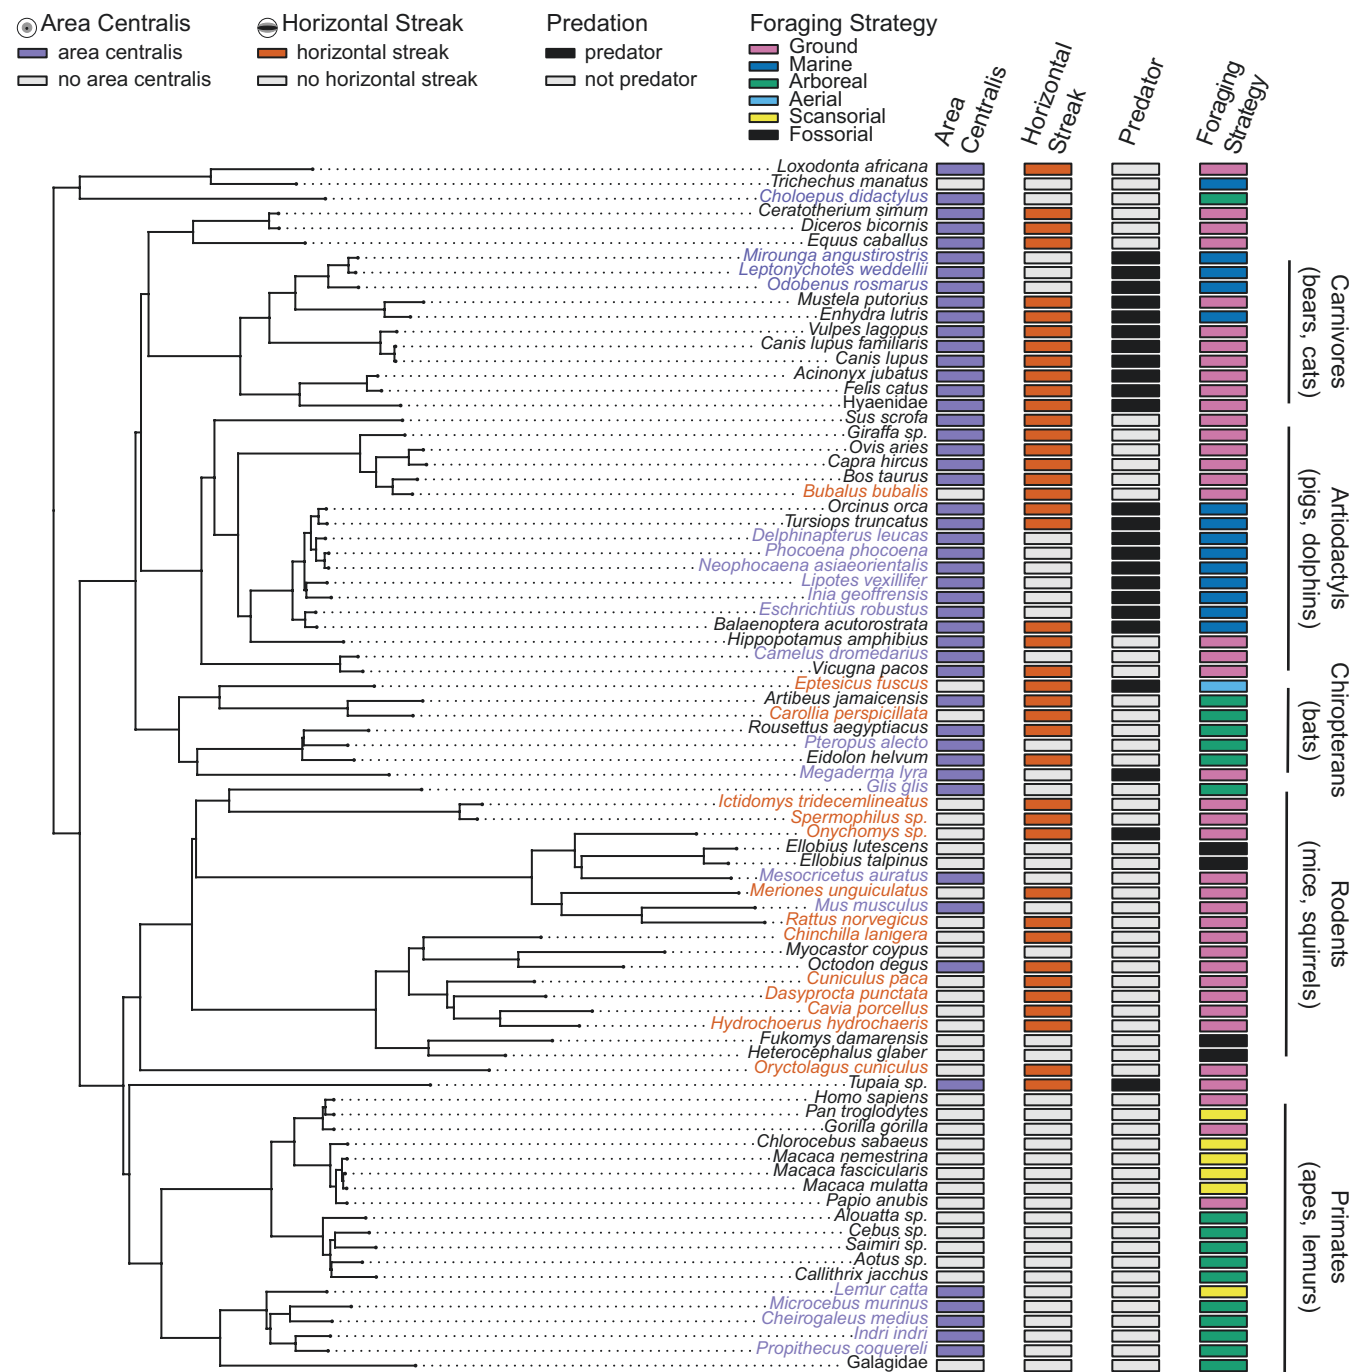 Area Centralis
area centralis
no area centralis
Horizontal Streak
horizontal streak
no horizontal streak
Predation
predator
not predator
Foraging Strategy
Ground
Marine
Arboreal
Aerial
Scansorial
Fossorial
Area
Centralis
Horizontal
Streak
Predator
Foraging
Strategy
Loxodonta africana
Trichechus manatus
Choloepus didactylus
Ceratotherium simum
Diceros bicornis
Equus caballus
Mirounga angustirostris
Leptonychotes weddellii
Odobenus rosmarus
Mustela putorius
Enhydra lutris
Vulpes lagopus
Canis lupus familiaris
Canis lupus
Acinonyx jubatus
Felis catus
Hyaenidae
Sus scrofa
Giraffa sp.
Ovis aries
Capra hircus
Bos taurus
Bubalus bubalis
Orcinus orca
Tursiops truncatus
Delphinapterus leucas
Phocoena phocoena
Neophocaena asiaeorientalis
Lipotes vexillifer
Inia geoffrensis
Eschrichtius robustus
Balaenoptera acutorostrata
Hippopotamus amphibius
Camelus dromedarius
Vicugna pacos
Eptesicus fuscus
Artibeus jamaicensis
Carollia perspicillata
Rousettus aegyptiacus
Pteropus alecto
Eidolon helvum
Megaderma lyra
Glis glis
Ictidomys tridecemlineatus
Spermophilus sp.
Onychomys sp.
Ellobius lutescens
Ellobius talpinus
Mesocricetus auratus
Meriones unguiculatus
Mus musculus
Rattus norvegicus
Chinchilla lanigera
Myocastor coypus
Octodon degus
Cuniculus paca
Dasyprocta punctata
Cavia porcellus
Hydrochoerus hydrochaeris
Fukomys damarensis
Heterocephalus glaber
Oryctolagus cuniculus
Tupaia sp.
Homo sapiens
Pan troglodytes
Gorilla gorilla
Chlorocebus sabaeus
Macaca nemestrina
Macaca fascicularis
Macaca mulatta
Papio anubis
Alouatta sp.
Cebus sp.
Saimiri sp.
Aotus sp.
Callithrix jacchus
Lemur catta
Microcebus murinus
Cheirogaleus medius
Indri indri
Propithecus coquereli
Galagidae
Carnivores
(bears, cats)
Artiodactyls
(pigs, dolphins)
Chiropterans
(bats)
Rodents
(mice, squirrels)
Primates
(apes, lemurs)